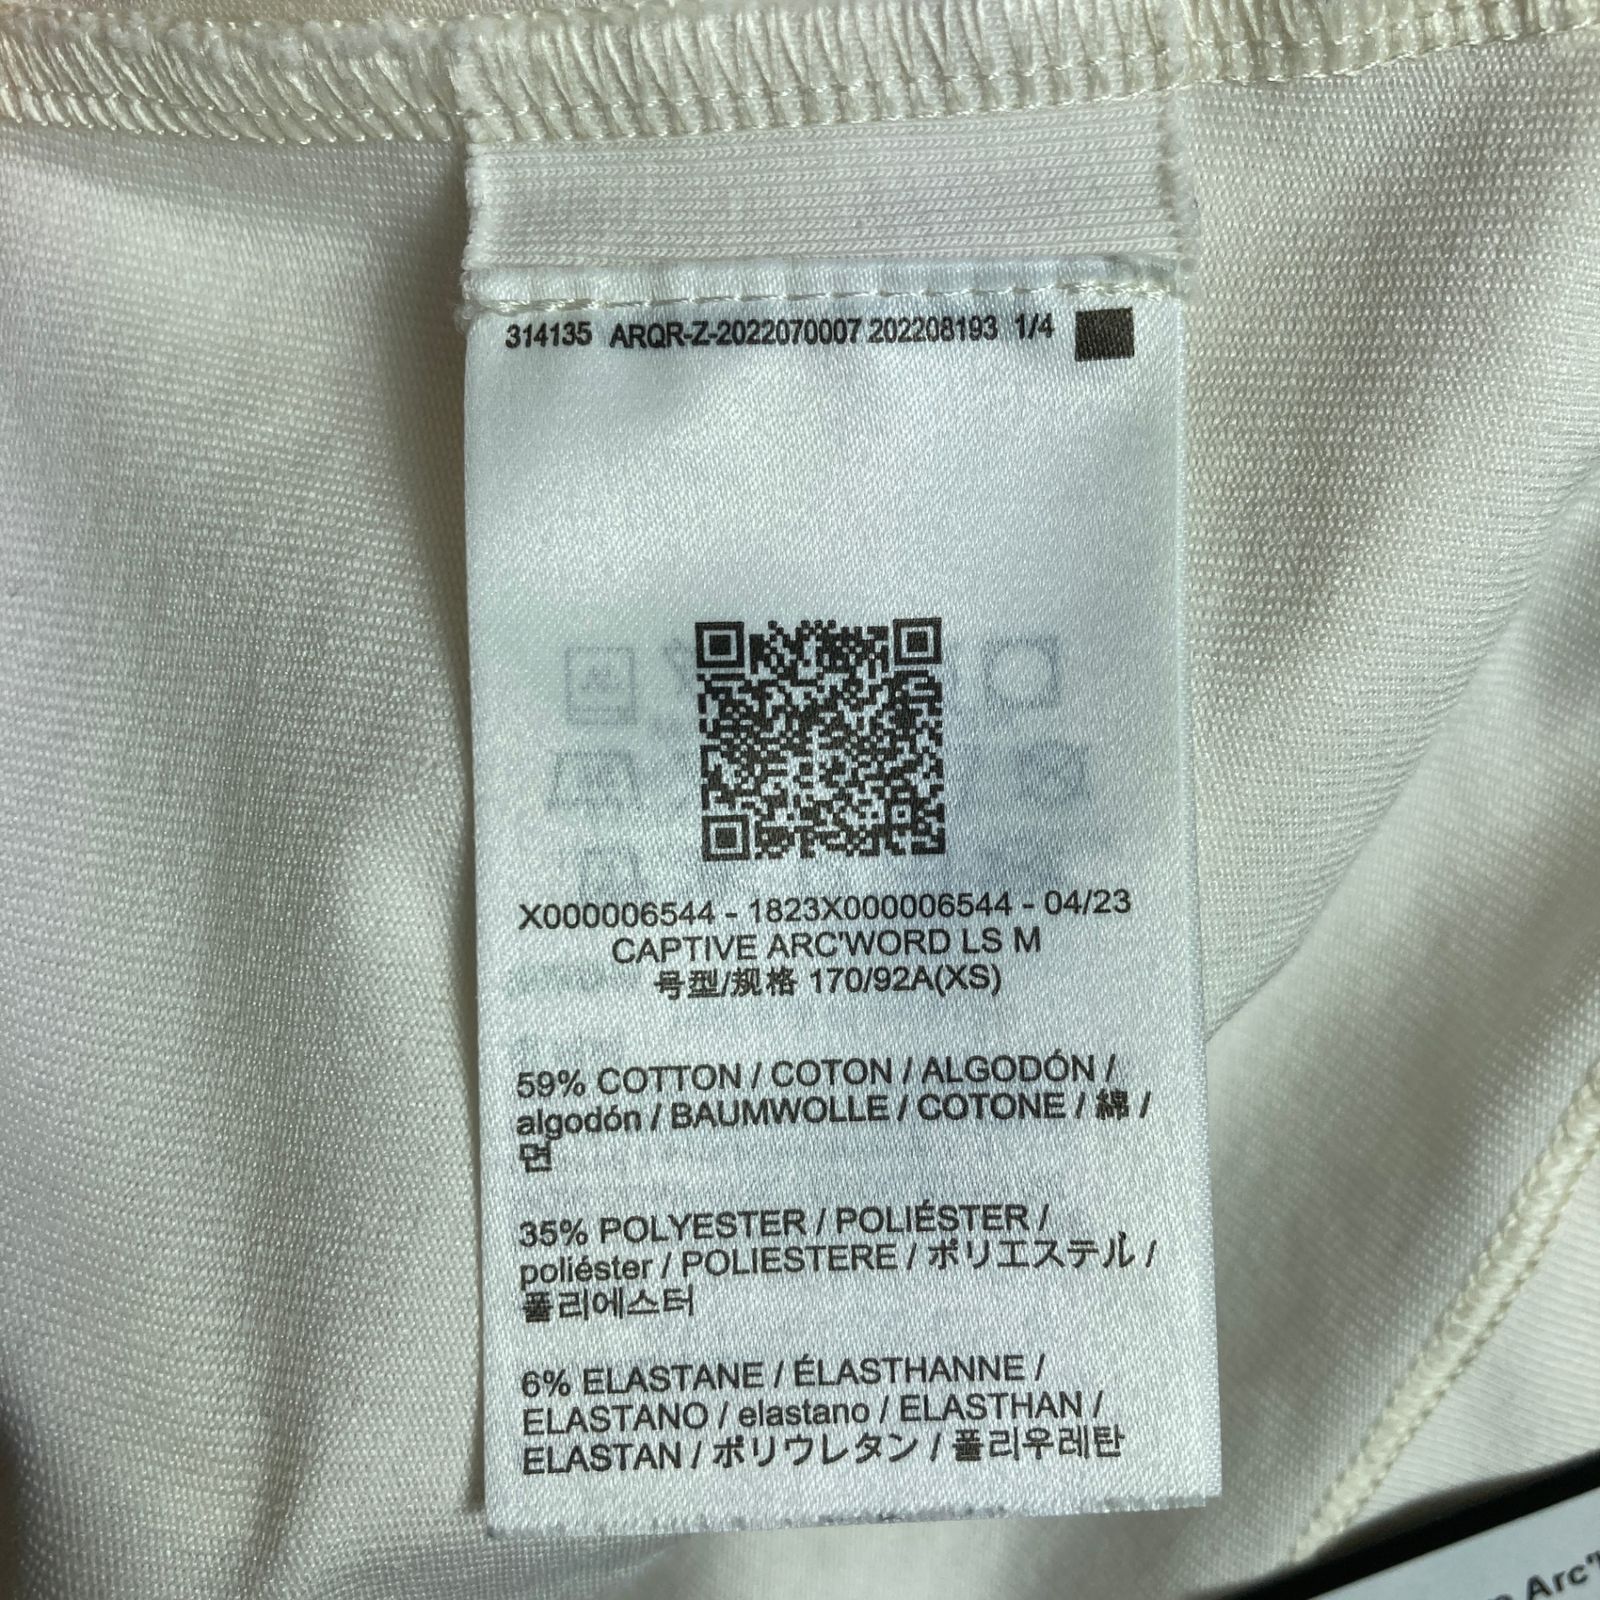 314135 ARQR-Z-2022070007 202208193 1/4
X000006544 - 1823X000006544 - 04/23
CAPTIVE ARC'WORD LS M
号型/规格 170/92A(XS)
59% COTTON / COTON / ALGODÓN /
algodón / BAUMWOLLE / COTONE / 綿 /
면
35% POLYESTER / POLIÉSTER /
poliéster / POLIESTERE / ポリエステル /
폴리에스터
6% ELASTANE / ÉLASTHANNE /
ELASTANO / elastano / ELASTHAN /
ELASTAN / ポリウレタン / 폴리우레탄